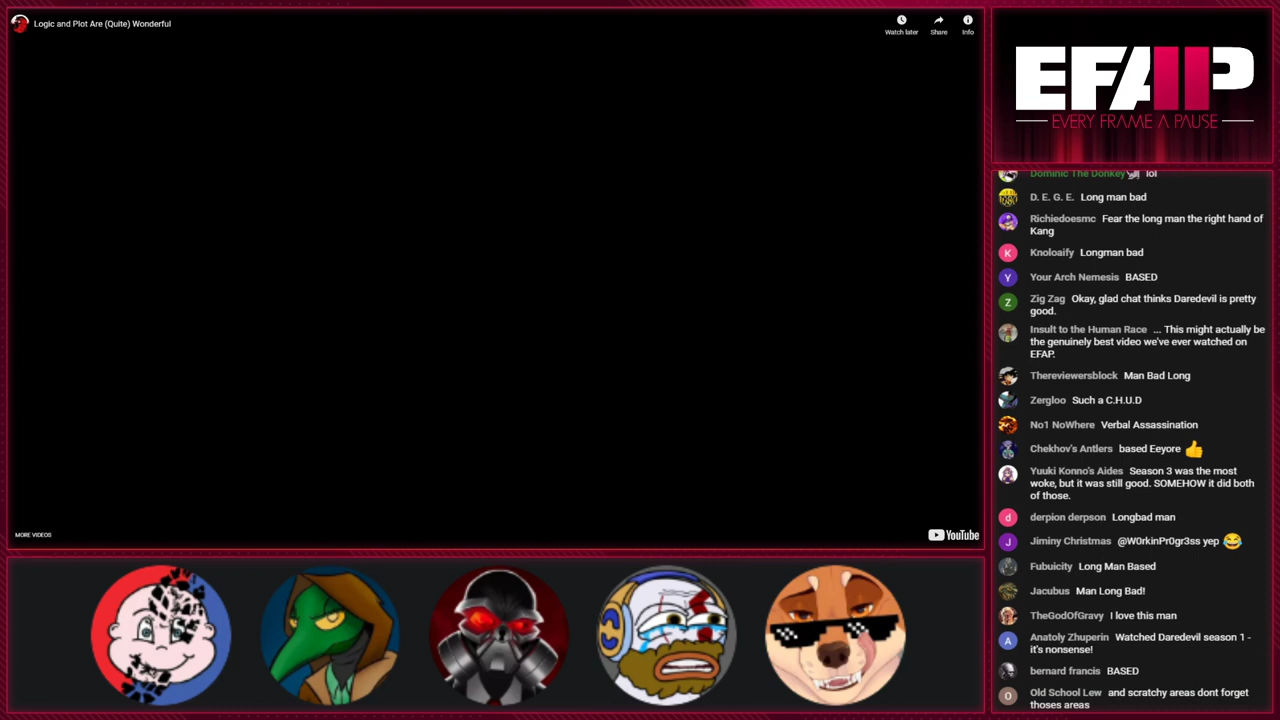 Logic and Plot Are (Quite) Wonderful
Watch later
Share
Info
MORE VIDEOS
YouTube
EFAP
EVERY FRAME A PAUSE
Dominic The Donkey lol
D. E. G. E. Long man bad
Richiedoesmc Fear the long man the right hand of
Kang
Knoloaify Longman bad
Your Arch Nemesis BASED
Zig Zag Okay, glad chat thinks Daredevil is pretty
good.
Insult to the Human Race ... This might actually be
the genuinely best video we've ever watched on
EFAP.
Thereviewersblock Man Bad Long
Zergloo Such a C.H.U.D
No1 NoWhere Verbal Assassination
Chekhov's Antlers based Eeyore 👍
Yuuki Konno's Aides Season 3 was the most
woke, but it was still good. SOMEHOW it did both
of those.
derpion derpson Longbad man
Jiminy Christmas @W0rkinPr0gr3ss yep 😂
Fubuicity Long Man Based
Jacubus Man Long Bad!
TheGodOfGravy I love this man
Anatoly Zhuperin Watched Daredevil season 1 -
it's nonsense!
bernard francis BASED
Old School Lew and scratchy areas dont forget
thoses areas